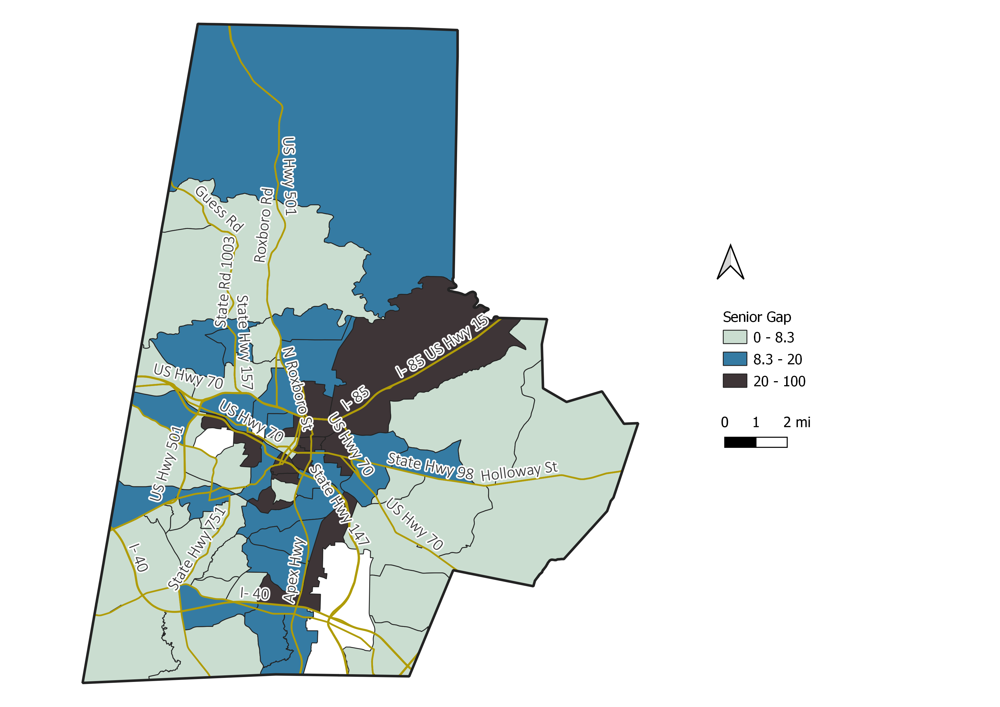 US Hwy 501
Guess Rd
Roxboro Rd
State Rd 1003
State Hwy 157
I- 85 US Hwy 15
N Roxboro St
US Hwy 70
I- 85
US Hwy 70
US Hwy 70
US Hwy 501
State Hwy 98
Holloway St
State Hwy 147
US Hwy 70
State Hwy 751
I- 40
Apex Hwy
I- 40
Senior Gap
0 - 8.3
8.3 - 20
20 - 100
0 1 2 mi